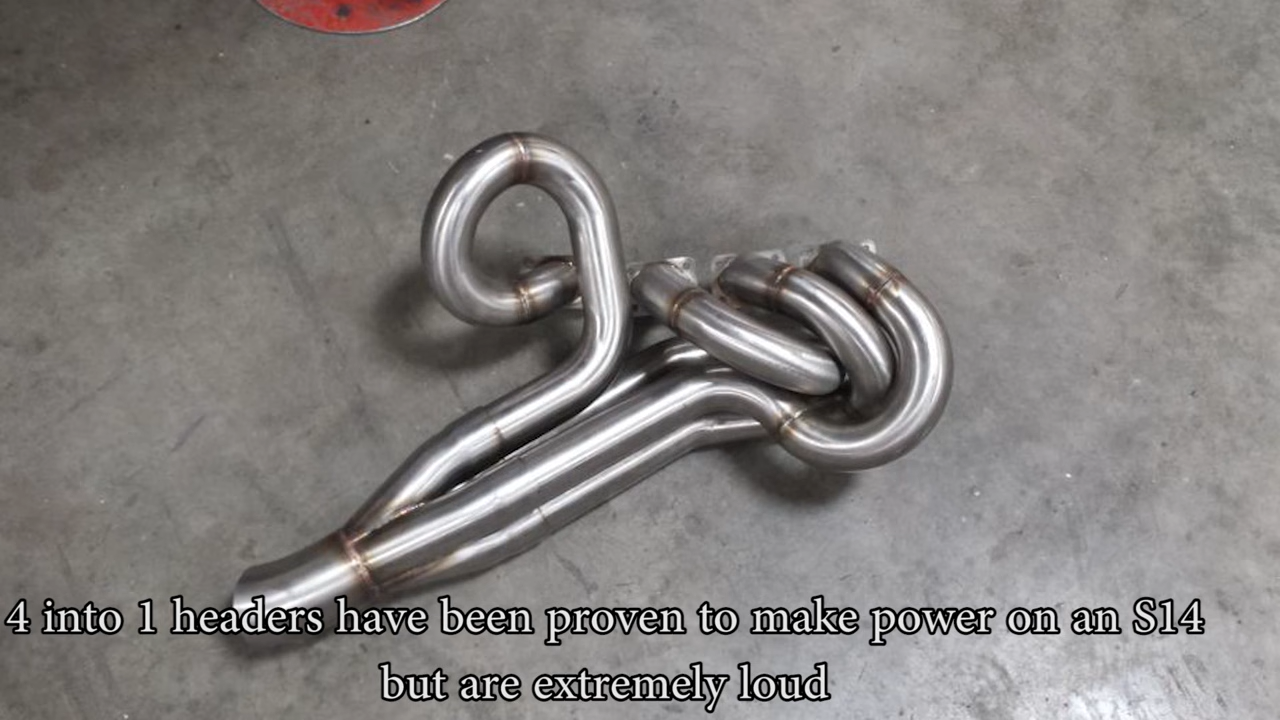 4 into 1 headers have been proven to make power on an S14
but are extremely loud